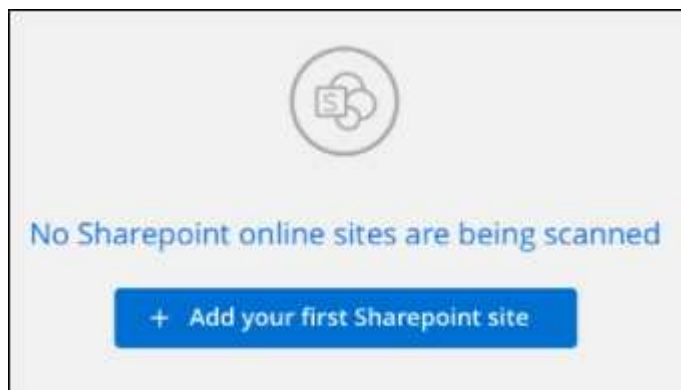 S
No Sharepoint online sites are being scanned
+ Add your first Sharepoint site